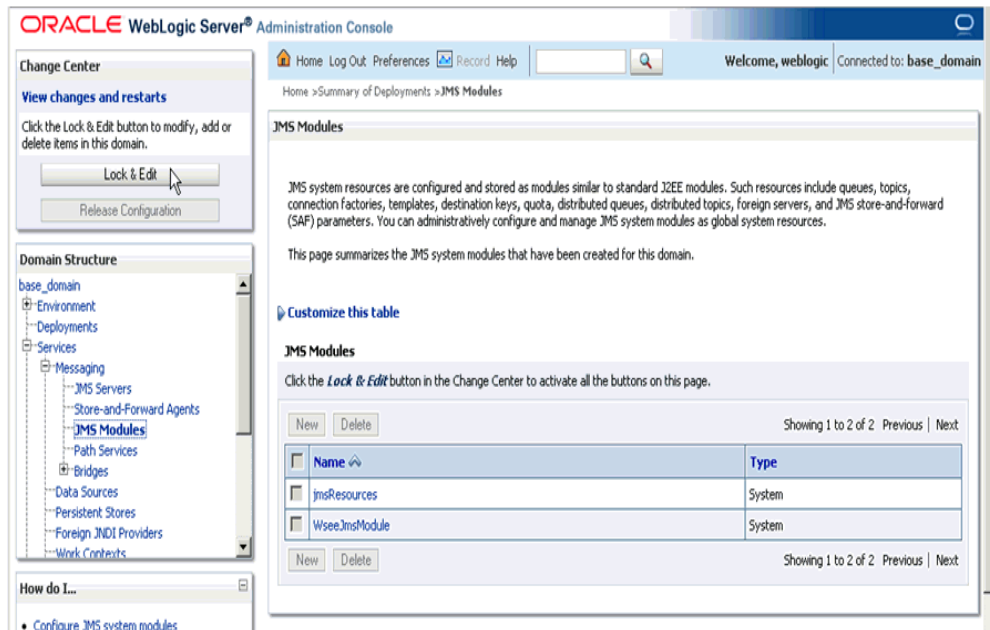 ORACLE WebLogic Server® Administration Console
Change Center
View changes and restarts
Click the Lock & Edit button to modify, add or
delete items in this domain.
Lock & Edit
Release Configuration
Domain Structure
base_domain
Environment
Deployments
Services
Messaging
JMS Servers
Store-and-Forward Agents
JMS Modules
Path Services
Bridges
Data Sources
Persistent Stores
Foreign JNDI Providers
Work Contexts
How do I...
Configure JMS system modules
Home Log Out Preferences Record Help
Welcome, weblogic Connected to: base_domain
Home >Summary of Deployments >JMS Modules
JMS Modules
JMS system resources are configured and stored as modules similar to standard J2EE modules. Such resources include queues, topics,
connection factories, templates, destination keys, quota, distributed queues, distributed topics, foreign servers, and JMS store-and-forward
(SAF) parameters. You can administratively configure and manage JMS system modules as global system resources.
This page summarizes the JMS system modules that have been created for this domain.
Customize this table
JMS Modules
Click the Lock & Edit button in the Change Center to activate all the buttons on this page.
New Delete Showing 1 to 2 of 2 Previous | Next
Name Type
jmsResources System
WseeJmsModule System
New Delete Showing 1 to 2 of 2 Previous | Next